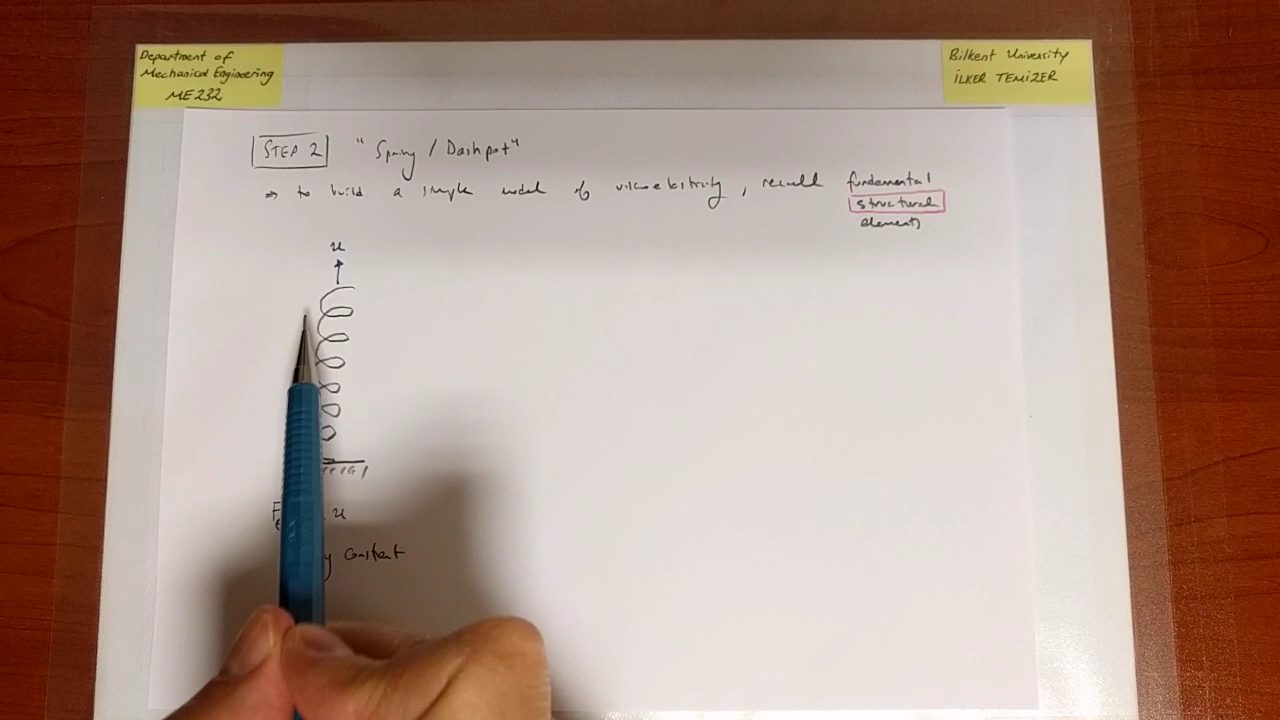 Department of
Mechanical Engineering
ME232
Bilkent University
İLKER TEMİZER
STEP 2 "Spring / Dashpot"
⇒ to build a simple model of viscoelasticity, recall fundamental
structural
elements
u
F u
Constant